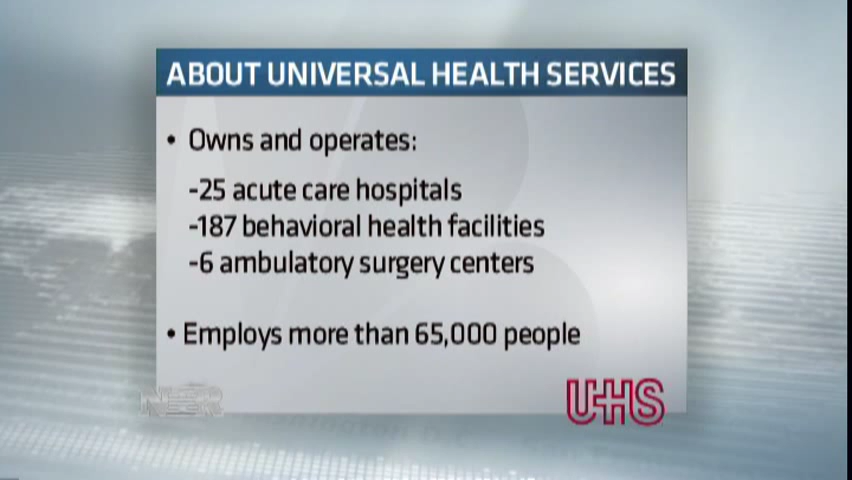 ABOUT UNIVERSAL HEALTH SERVICES
• Owns and operates:
-25 acute care hospitals
-187 behavioral health facilities
-6 ambulatory surgery centers
• Employs more than 65,000 people
NBR
UHS